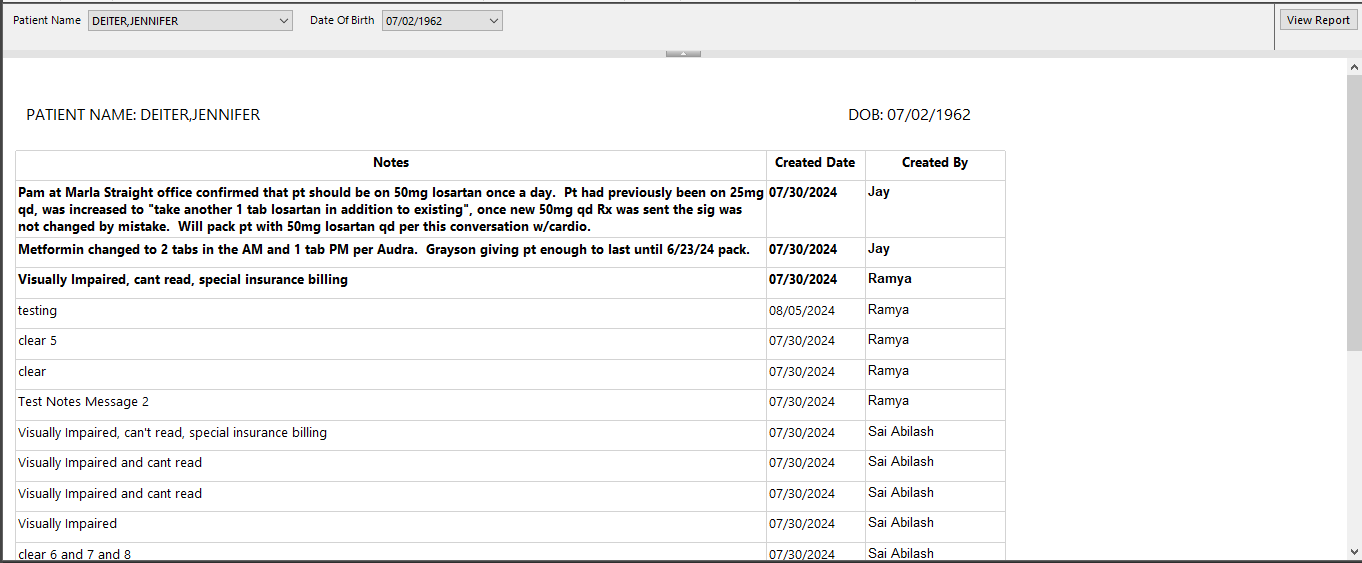 Patient Name DEITER,JENNIFER Date Of Birth 07/02/1962 View Report
PATIENT NAME: DEITER,JENNIFER DOB: 07/02/1962
Notes Created Date Created By
Pam at Marla Straight office confirmed that pt should be on 50mg losartan once a day.  Pt had previously been on 25mg 07/30/2024 Jay
qd, was increased to "take another 1 tab losartan in addition to existing", once new 50mg qd Rx was sent the sig was
not changed by mistake.  Will pack pt with 50mg losartan qd per this conversation w/cardio.
Metformin changed to 2 tabs in the AM and 1 tab PM per Audra.  Grayson giving pt enough to last until 6/23/24 pack. 07/30/2024 Jay
Visually Impaired, cant read, special insurance billing 07/30/2024 Ramya
testing 08/05/2024 Ramya
clear 5 07/30/2024 Ramya
clear 07/30/2024 Ramya
Test Notes Message 2 07/30/2024 Ramya
Visually Impaired, can't read, special insurance billing 07/30/2024 Sai Abilash
Visually Impaired and cant read 07/30/2024 Sai Abilash
Visually Impaired and cant read 07/30/2024 Sai Abilash
Visually Impaired 07/30/2024 Sai Abilash
clear 6 and 7 and 8 07/30/2024 Sai Abilash